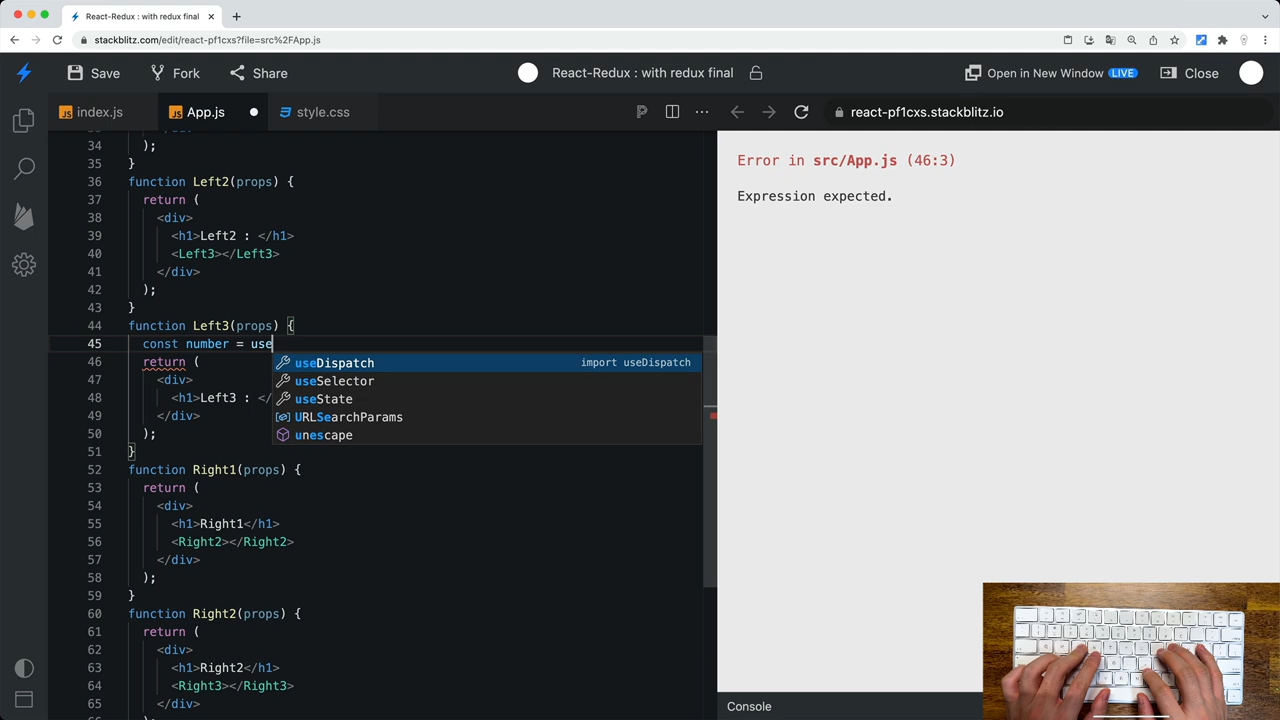 React-Redux : with redux final
stackblitz.com/edit/react-pf1cxs?file=src%2FApp.js
Save
Fork
Share
React-Redux : with redux final
Open in New Window LIVE
Close
index.js
App.js
style.css
react-pf1cxs.stackblitz.io
34 );
35 }
36 function Left2(props) {
37 return (
38 <div>
39 <h1>Left2 : </h1>
40 <Left3></Left3>
41 </div>
42 );
43 }
44 function Left3(props) {
45 const number = use
46 return (
47 <div>
48 <h1>Left3 : </
49 </div>
50 );
51 }
52 function Right1(props) {
53 return (
54 <div>
55 <h1>Right1</h1>
56 <Right2></Right2>
57 </div>
58 );
59 }
60 function Right2(props) {
61 return (
62 <div>
63 <h1>Right2</h1>
64 <Right3></Right3>
65 </div>
useDispatch import useDispatch
useSelector
useState
URLSearchParams
unescape
Error in src/App.js (46:3)
Expression expected.
Console